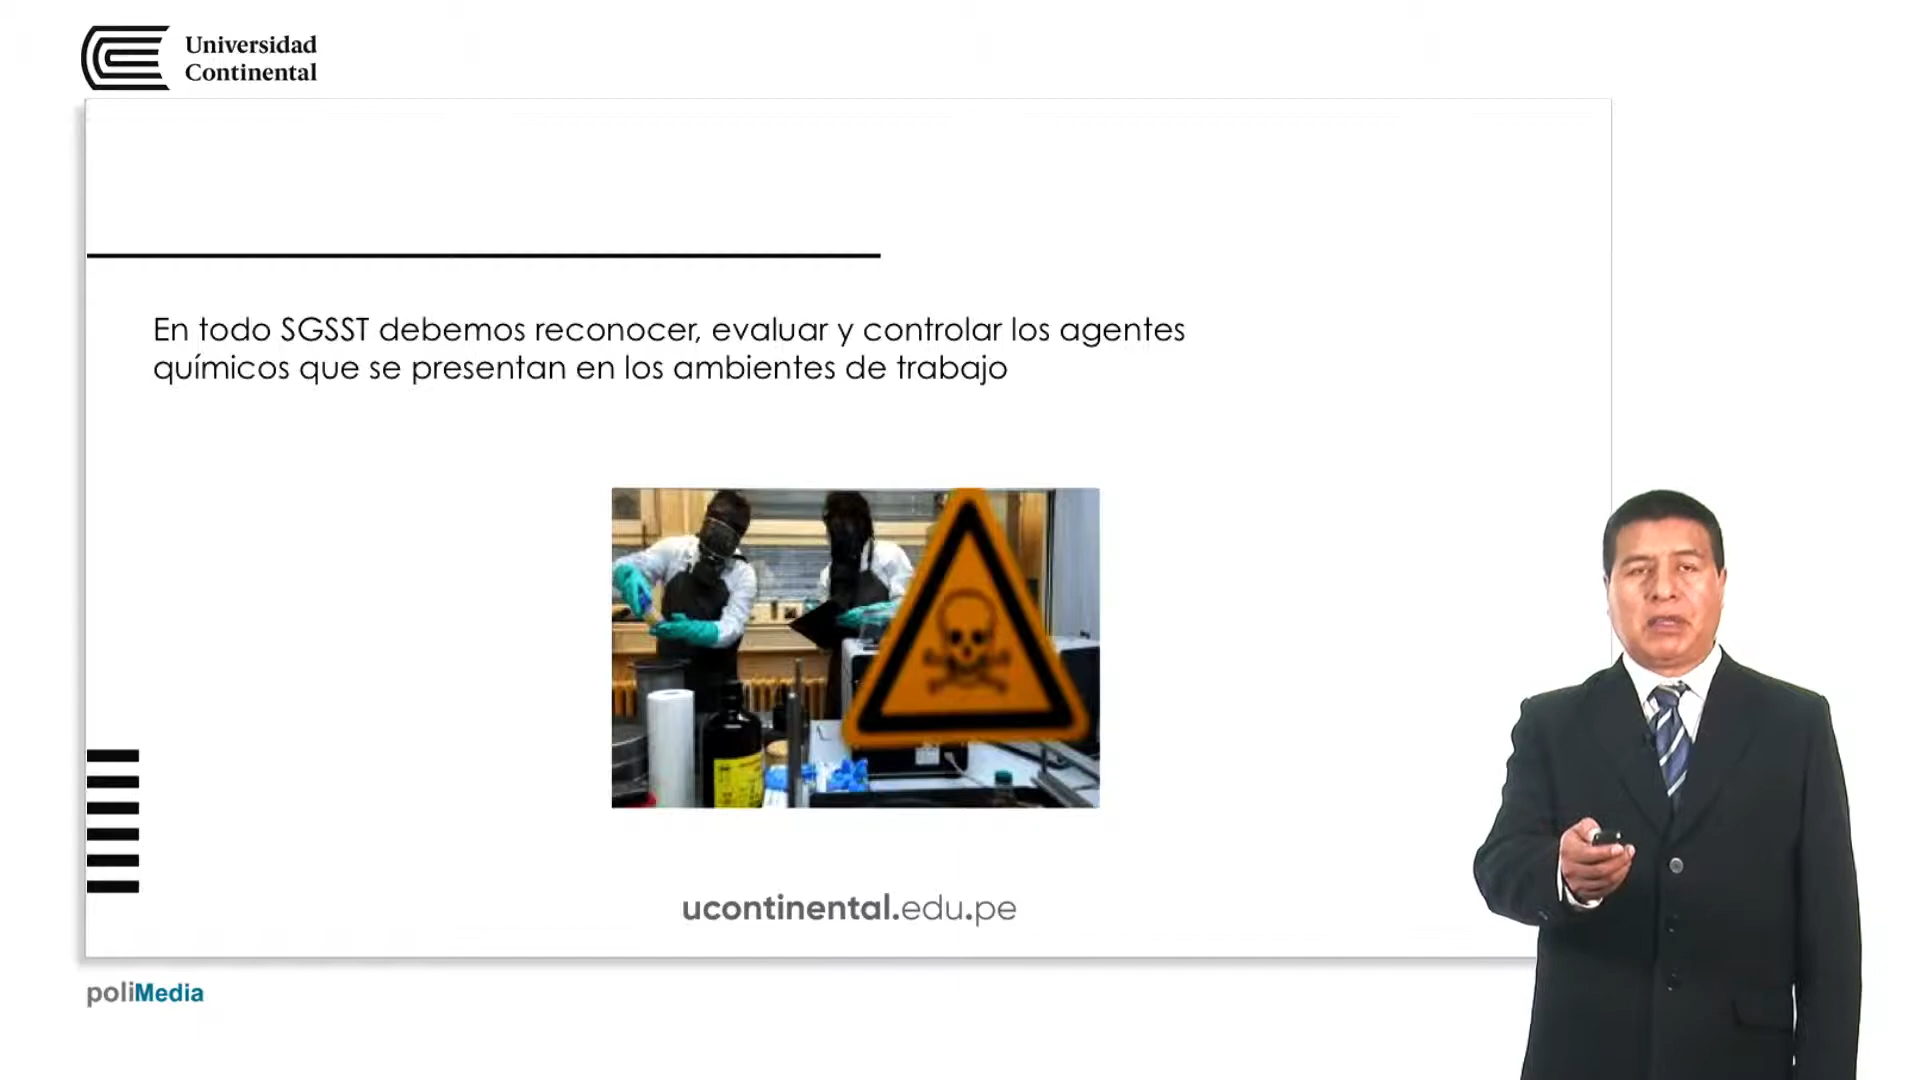 Universidad
Continental
En todo SGSST debemos reconocer, evaluar y controlar los agentes
químicos que se presentan en los ambientes de trabajo
ucontinental.edu.pe
poliMedia